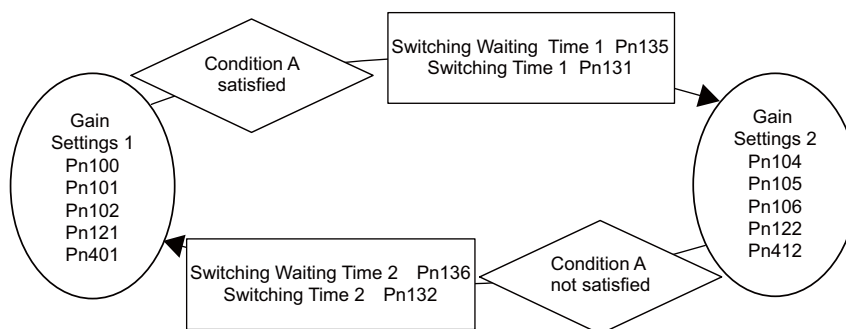 Condition A
satisfied
Switching Waiting Time 1 Pn135
Switching Time 1 Pn131
Gain
Settings 1
Pn100
Pn101
Pn102
Pn121
Pn401
Gain
Settings 2
Pn104
Pn105
Pn106
Pn122
Pn412
Switching Waiting Time 2 Pn136
Switching Time 2 Pn132
Condition A
not satisfied